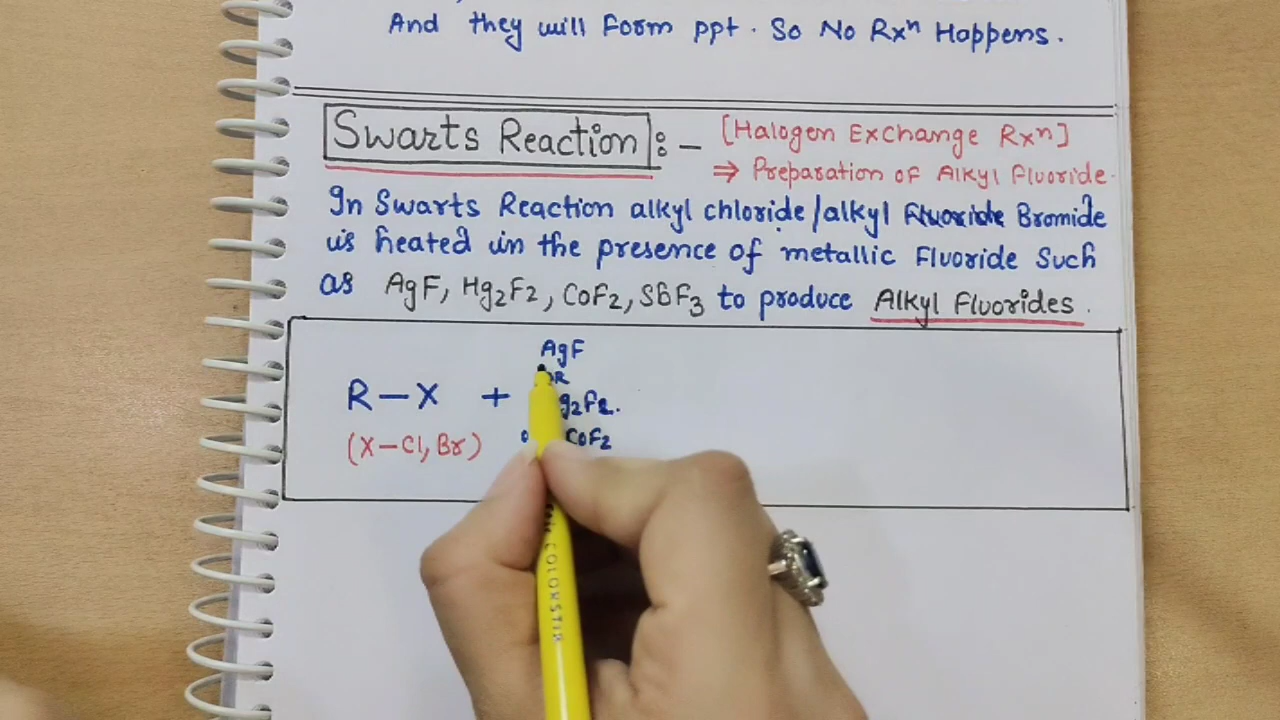 And they will Form ppt. So No Rxⁿ Happens.
Swarts Reaction :- [Halogen Exchange Rxⁿ]
⇒ Preparation of Alkyl Fluoride.
In Swarts Reaction alkyl chloride/alkyl Bromide
is heated in the presence of metallic Fluoride Such
as AgF, Hg₂F₂, CoF₂, SbF₃ to produce Alkyl Fluorides.
AgF
R—X +
g₂F₂.
(X—Cl, Br)
CoF₂
COLORSTIX